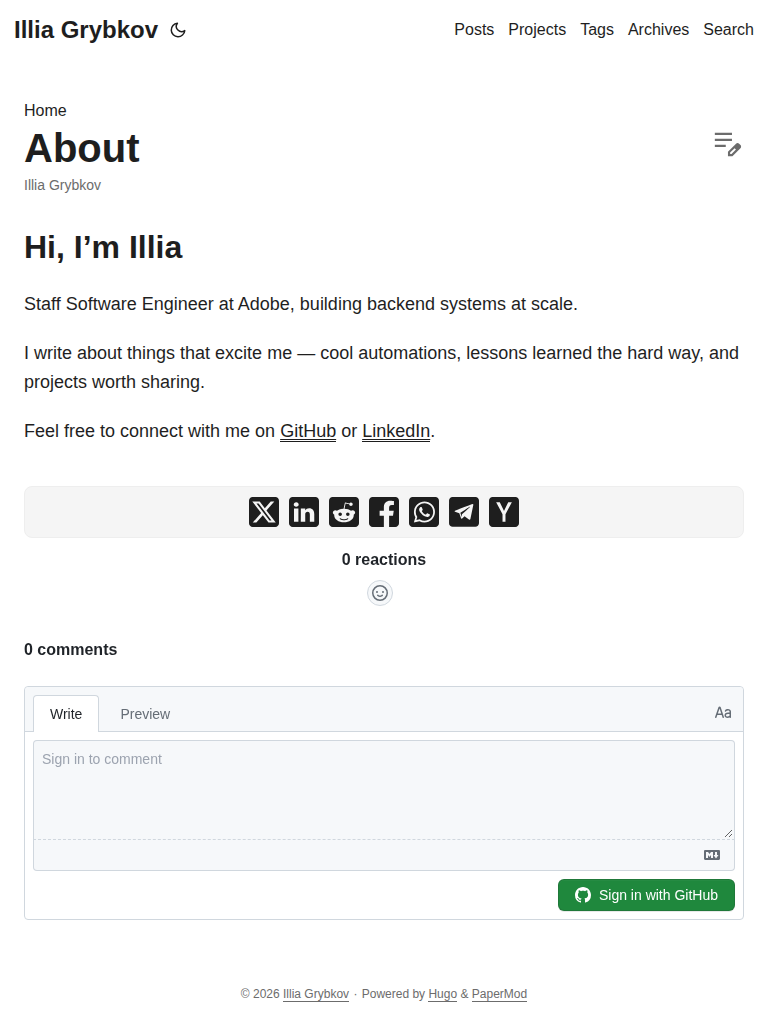 Illia Grybkov
Posts Projects Tags Archives Search
Home
About
Illia Grybkov
Hi, I’m Illia
Staff Software Engineer at Adobe, building backend systems at scale.
I write about things that excite me — cool automations, lessons learned the hard way, and
projects worth sharing.
Feel free to connect with me on GitHub or LinkedIn.
0 reactions
0 comments
Write Preview Aa
Sign in to comment
Sign in with GitHub
© 2026 Illia Grybkov · Powered by Hugo & PaperMod